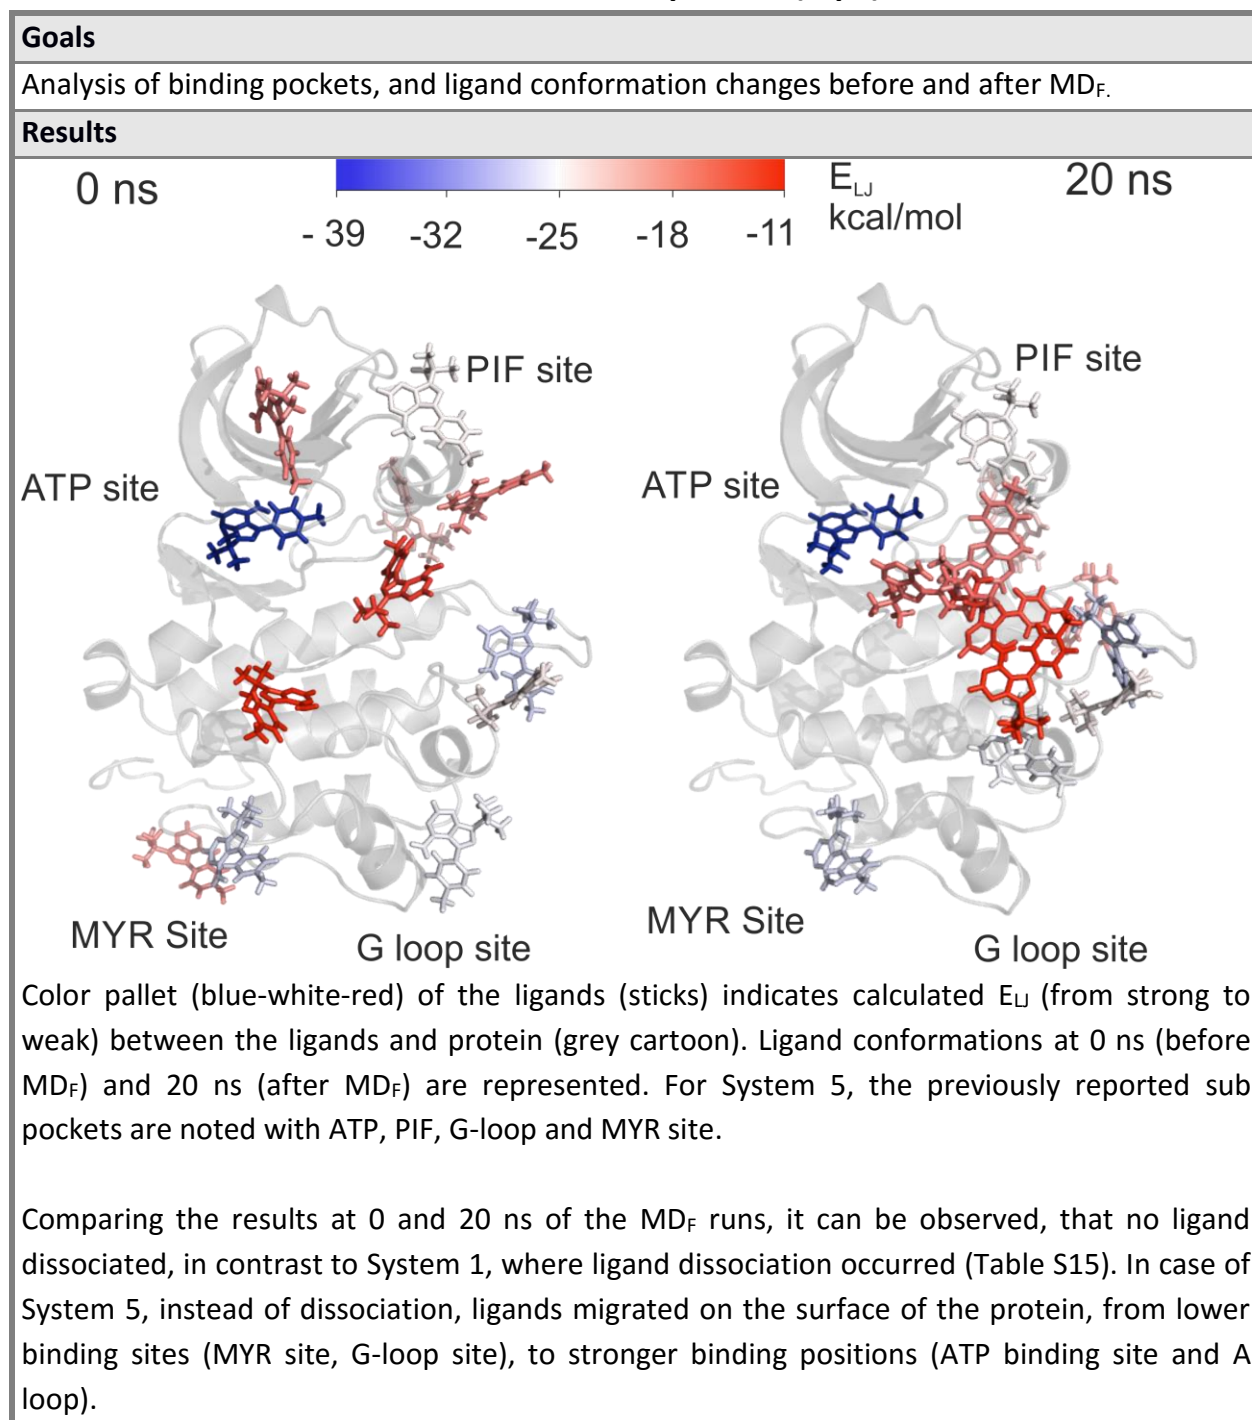 Goals
Analysis of binding pockets, and ligand conformation changes before and after MDF.
Results
0 ns
ELJ
kcal/mol
20 ns
- 39 -32 -25 -18 -11
PIF site
PIF site
ATP site
ATP site
MYR Site
G loop site
MYR Site
G loop site
Color pallet (blue-white-red) of the ligands (sticks) indicates calculated ELJ (from strong to
weak) between the ligands and protein (grey cartoon). Ligand conformations at 0 ns (before
MDF) and 20 ns (after MDF) are represented. For System 5, the previously reported sub
pockets are noted with ATP, PIF, G-loop and MYR site.
Comparing the results at 0 and 20 ns of the MDF runs, it can be observed, that no ligand
dissociated, in contrast to System 1, where ligand dissociation occurred (Table S15). In case of
System 5, instead of dissociation, ligands migrated on the surface of the protein, from lower
binding sites (MYR site, G-loop site), to stronger binding positions (ATP binding site and A
loop).